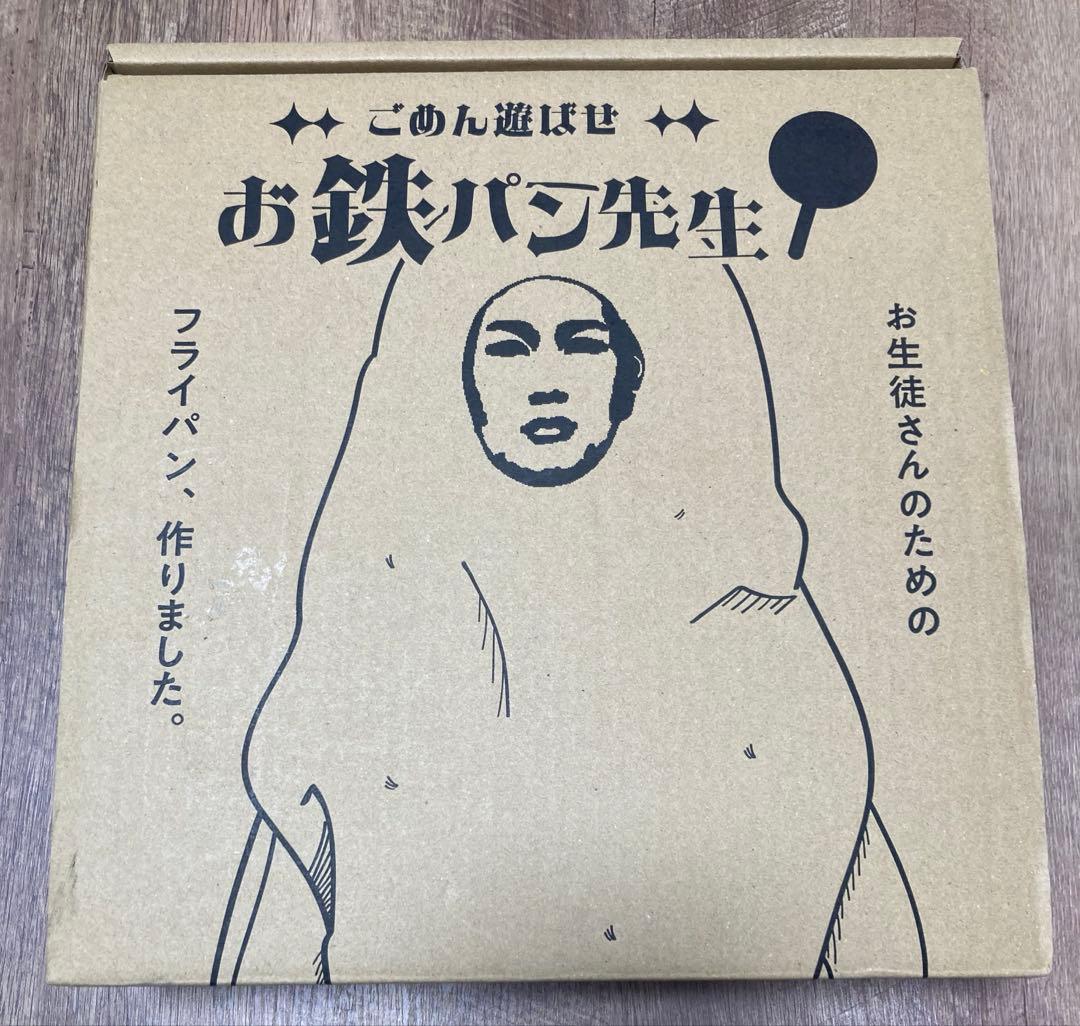 ごめん遊ばせ
お鉄パン先生
お生徒さんのための
フライパン、作りました。